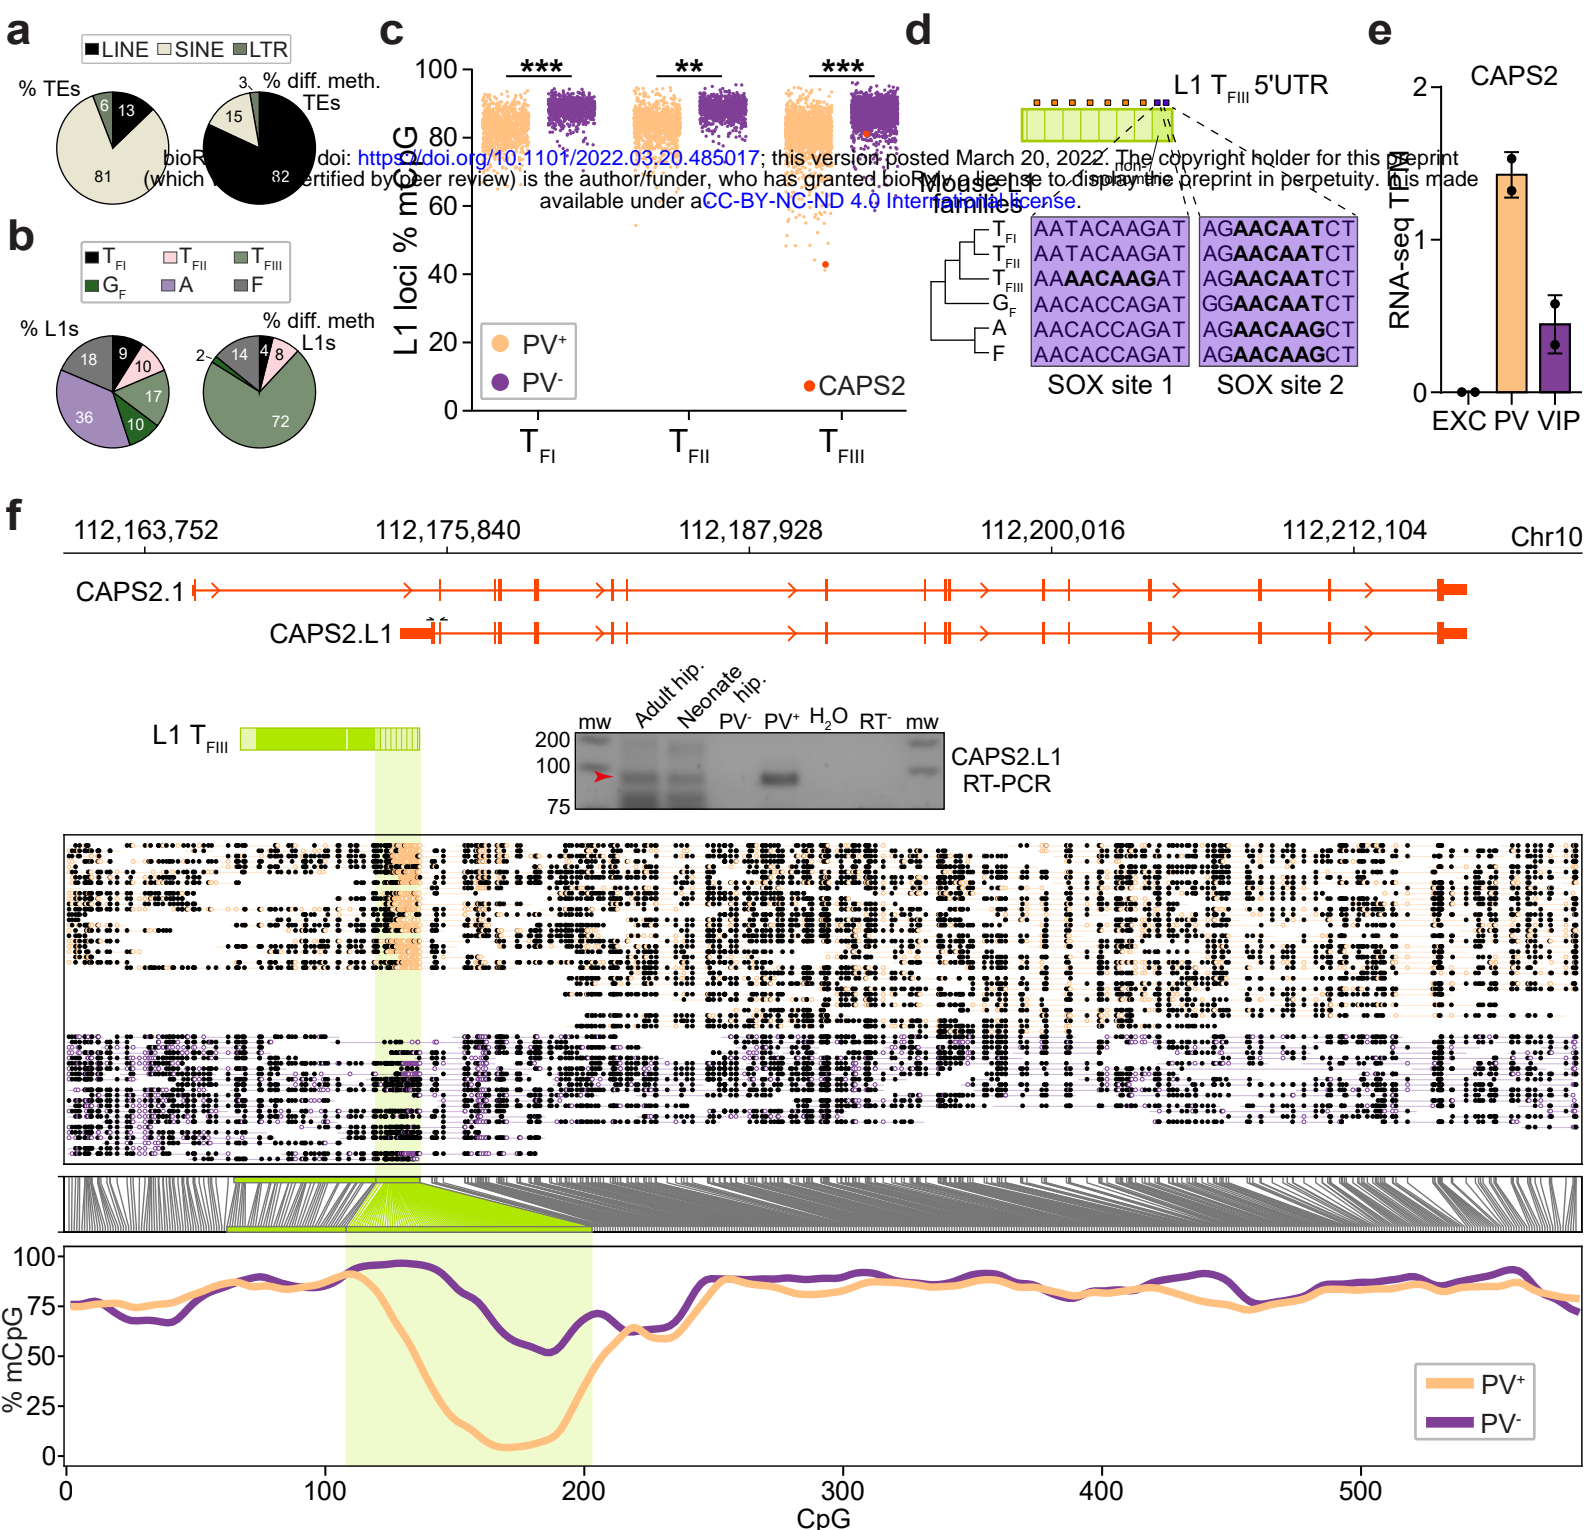 a
LINE SINE LTR
% TEs
6
13
81
3
% diff. meth.
TEs
15
82
b
TFI TFII TFIII
GF A F
% L1s
18
9
10
17
10
36
% diff. meth
L1s
2
14
4
8
72
c
L1 loci % mCpG
100
80
60
40
20
0
*** ** ***
PV+
PV-
CAPS2
TFI TFII TFIII
d
L1 TFIII 5'UTR
non-
monomeric
Mouse L1
families
TFI AATACAAGAT AGAACAATCT
TFII AATACAAGAT AGAACAATCT
TFIII AAAACAAGAT AGAACAATCT
GF AACACCAGAT GGAACAATCT
A AACACCAGAT AGAACAAGCT
F AACACCAGAT AGAACAAGCT
SOX site 1 SOX site 2
e
CAPS2
RNA-seq TPM
2
1
0
EXC PV VIP
doi: https://doi.org/10.1101/2022.03.20.485017; this version posted March 20, 2022. The copyright holder for this preprint
(which certified by peer review) is the author/funder, who has granted bioRxiv a license to display the preprint in perpetuity. It is made
available under aCC-BY-NC-ND 4.0 International license.
f
112,163,752 112,175,840 112,187,928 112,200,016 112,212,104 Chr10
CAPS2.1
CAPS2.L1
L1 TFIII
mw Adult hip. Neonate hip. PV- PV+ H2O RT- mw
200
100
75
CAPS2.L1
RT-PCR
% mCpG
100
75
50
25
0
PV+
PV-
0 100 200 300 400 500
CpG